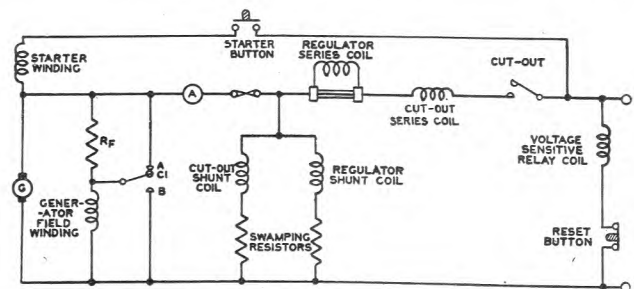 STARTER
WINDING
STARTER
BUTTON
REGULATOR
SERIES COIL
CUT-OUT
A
CUT-OUT
SERIES COIL
RF
A
C1
B
G
GENER-
-ATOR
FIELD
WINDING
CUT-OUT
SHUNT
COIL
REGULATOR
SHUNT COIL
SWAMPING
RESISTORS
VOLTAGE
SENSITIVE
RELAY COIL
RESET
BUTTON